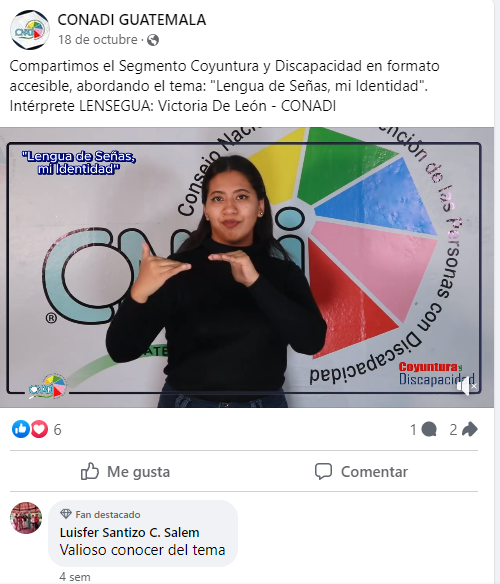 CONADI GUATEMALA
18 de octubre ·
Compartimos el Segmento Coyuntura y Discapacidad en formato
accesible, abordando el tema: "Lengua de Señas, mi Identidad".
Intérprete LENSEGUA: Victoria De León - CONADI
"Lengua de Señas,
mi Identidad"
Consejo Nac
nción de las Personas con Discapacidad
®
Coyuntura y
Discapacidad
6
1
2
Me gusta
Comentar
Fan destacado
Luisfer Santizo C. Salem
Valioso conocer del tema
4 sem